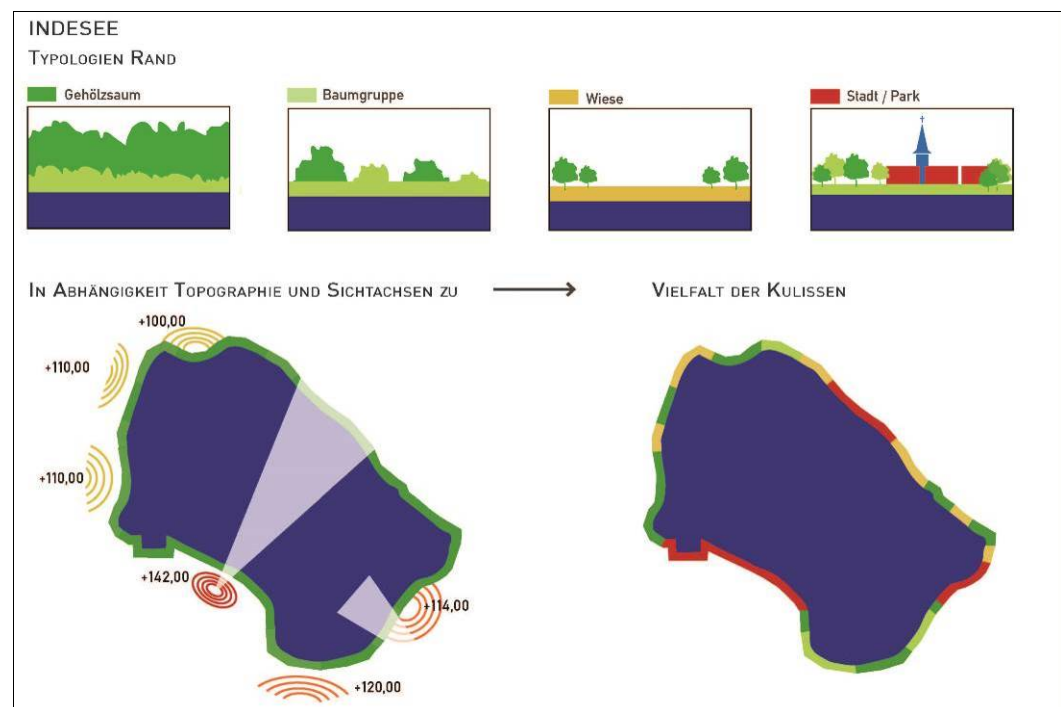 INDESEE
TYPOLOGIEN RAND
Gehölzsaum
Baumgruppe
Wiese
Stadt / Park
IN ABHÄNGIGKEIT TOPOGRAPHIE UND SICHTACHSEN ZU
VIELFALT DER KULISSEN
+100,00
+110,00
+110,00
+142,00
+114,00
+120,00